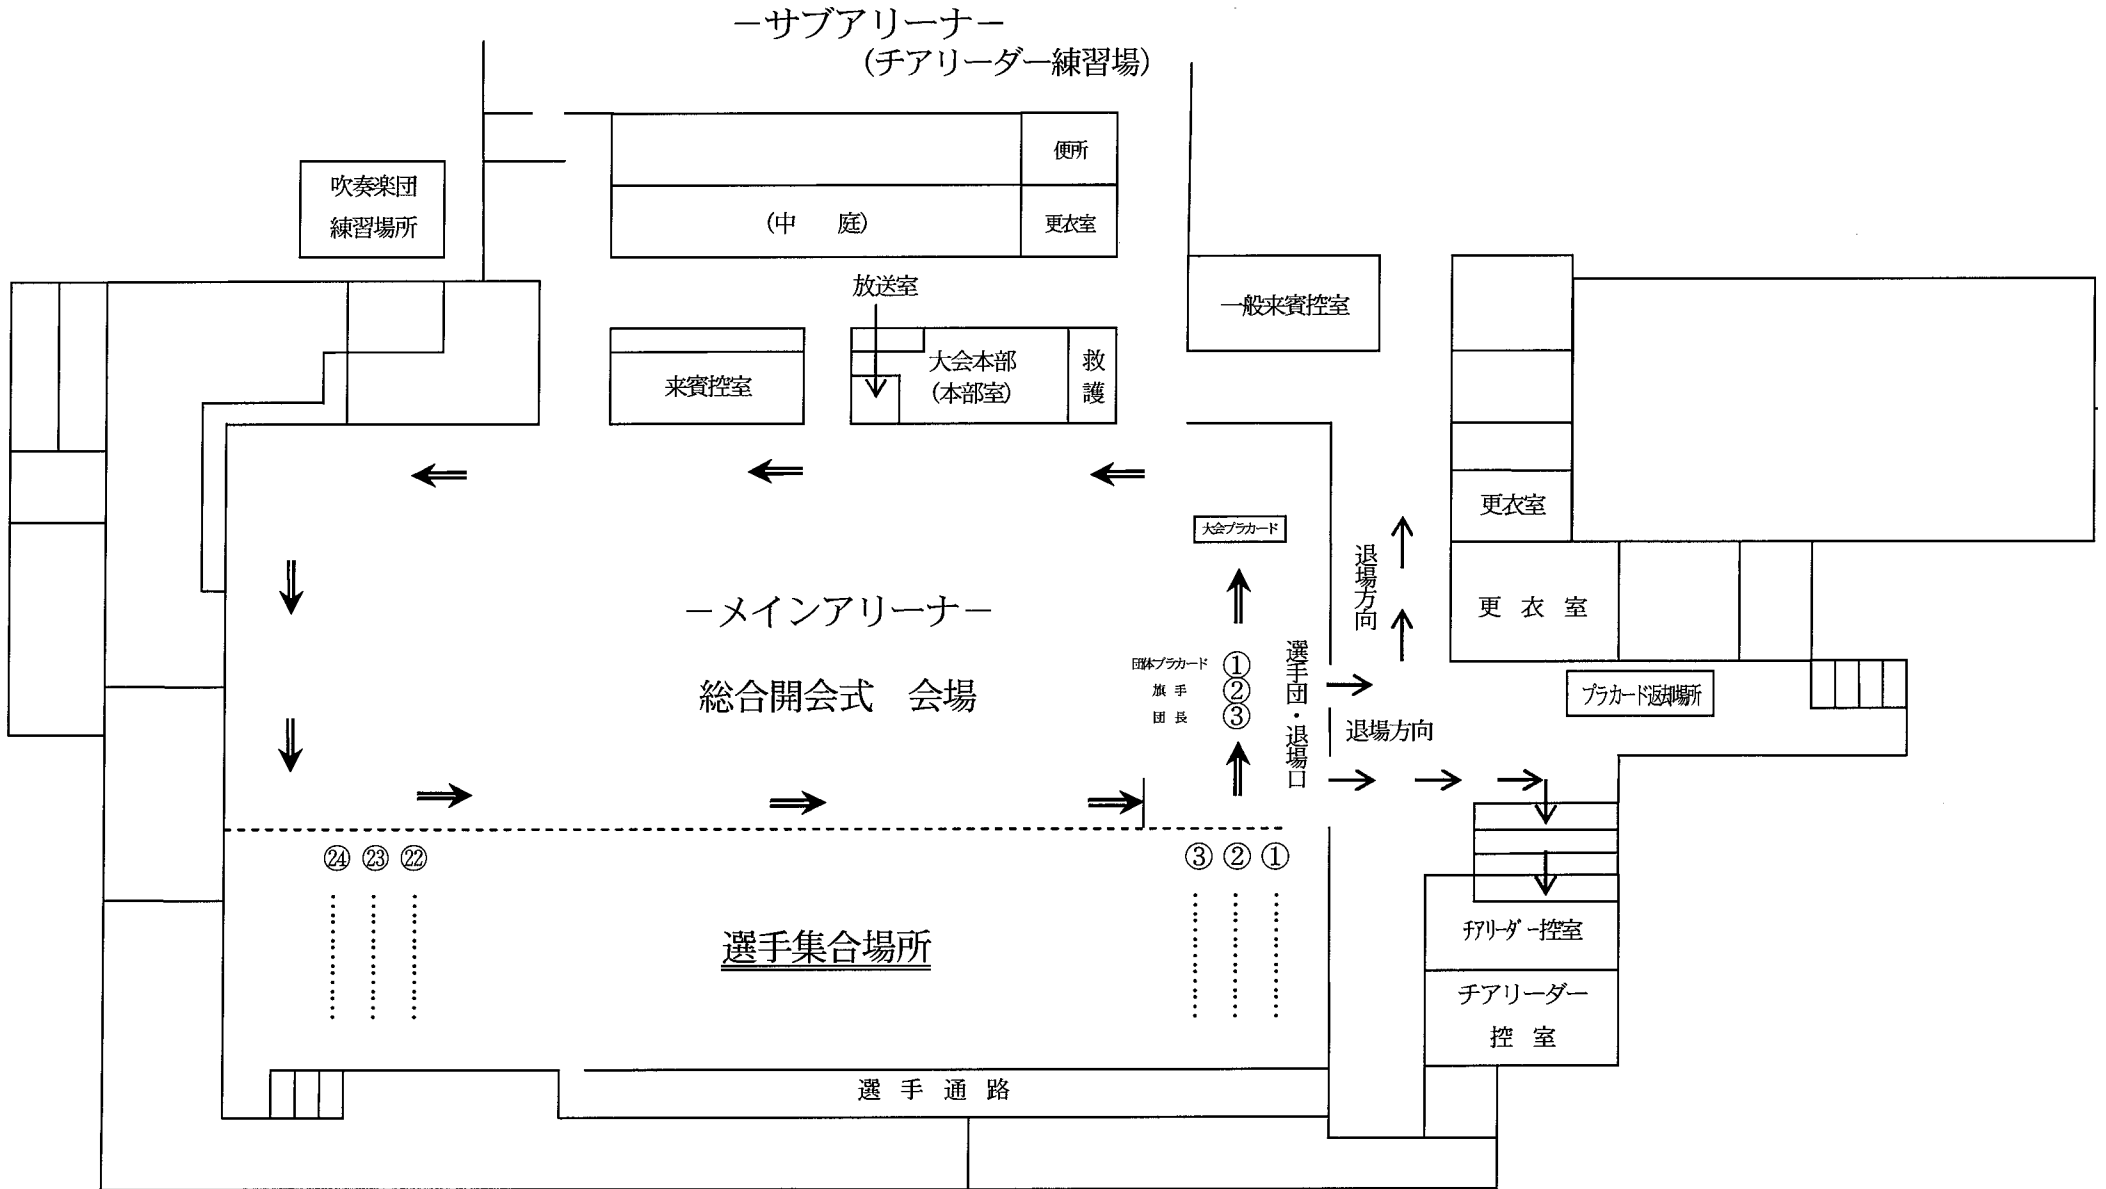 －サブアリーナ－
(チアリーダー練習場)
便所
吹奏楽団
練習場所
(中　庭)
更衣室
放送室
一般来賓控室
来賓控室
大会本部
(本部室)
救護
大会プラカード
更衣室
退場方向
更　衣　室
－メインアリーナ－
総合開会式　会場
団体プラカード ①
旗手 ②
団長 ③
選手団・退場口
プラカード返却場所
退場方向
㉔ ㉓ ㉒
③ ② ①
選手集合場所
チアリーダー控室
チアリーダー
控　室
選　手　通　路